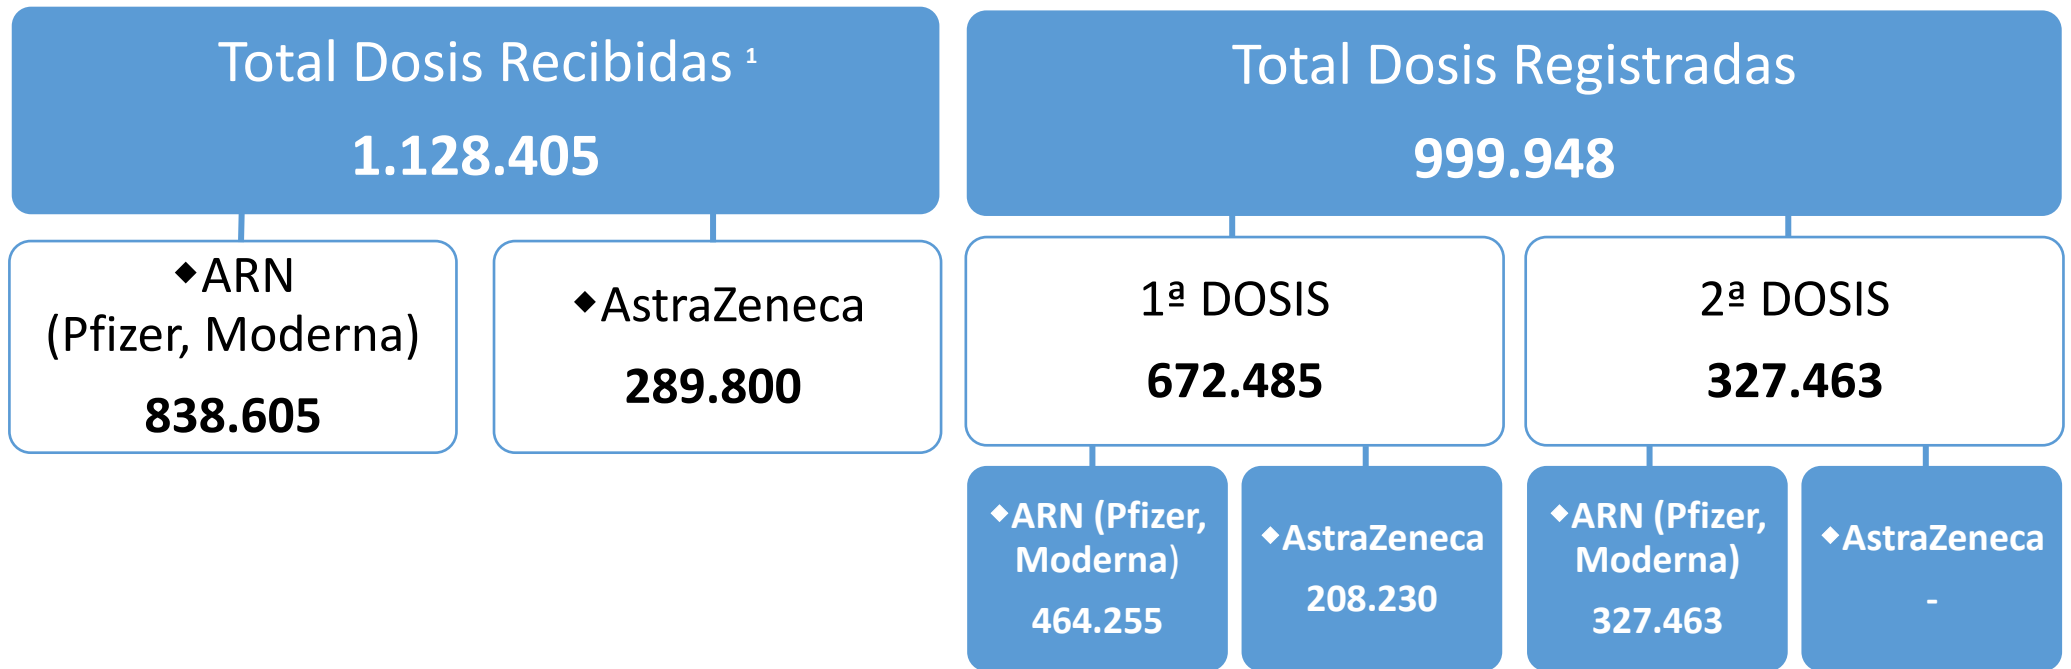 Total Dosis Recibidas ¹
1.128.405
◆ARN
(Pfizer, Moderna)
838.605
◆AstraZeneca
289.800
Total Dosis Registradas
999.948
1ª DOSIS
672.485
2ª DOSIS
327.463
◆ARN (Pfizer,
Moderna)
464.255
◆AstraZeneca
208.230
◆ARN (Pfizer,
Moderna)
327.463
◆AstraZeneca
-